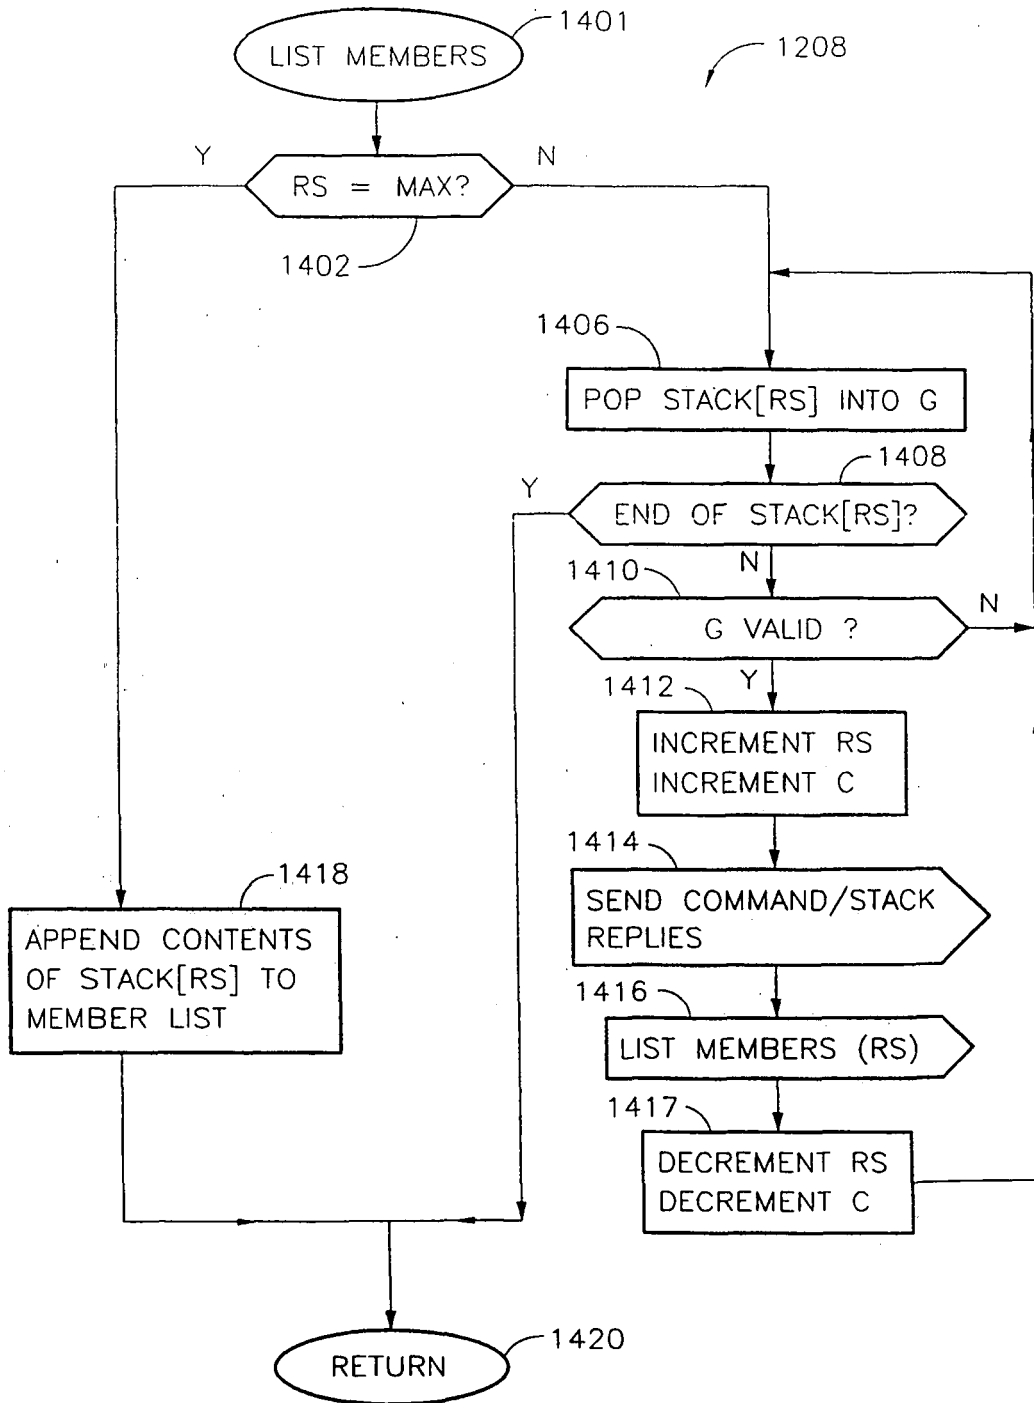 1401
LIST MEMBERS
1208
Y
N
RS = MAX?
1402
1406
POP STACK[RS] INTO G
1408
Y
END OF STACK[RS]?
N
1410
N
G VALID ?
Y
1412
INCREMENT RS
INCREMENT C
1414
SEND COMMAND/STACK
REPLIES
1418
APPEND CONTENTS
OF STACK[RS] TO
MEMBER LIST
1416
LIST MEMBERS (RS)
1417
DECREMENT RS
DECREMENT C
1420
RETURN